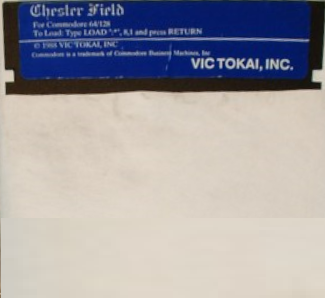 Chester Field
For Commodore 64/128
To Load: Type LOAD ":*", 8,1 and press RETURN
© 1988 VIC TOKAI, INC
Commodore is a trademark of Commodore Business Machines, Inc
VIC TOKAI, INC.